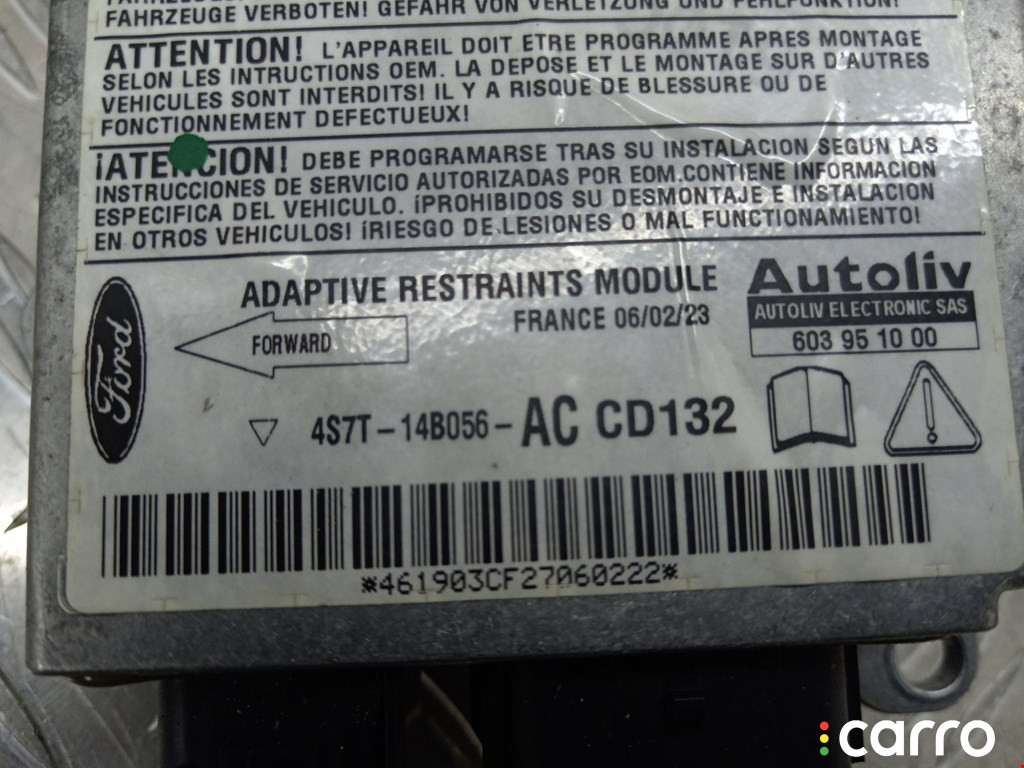 FAHRZEUGE VERBOTEN! GEFAHR VON VERLETZUNG UND FEHLFUNKTION!
ATTENTION! L'APPAREIL DOIT ETRE PROGRAMME APRES MONTAGE
SELON LES INTRUCTIONS OEM. LA DEPOSE ET LE MONTAGE SUR D'AUTRES
VEHICULES SONT INTERDITS! IL Y A RISQUE DE BLESSURE OU DE
FONCTIONNEMENT DEFECTUEUX!
¡ATENCION! DEBE PROGRAMARSE TRAS SU INSTALACION SEGUN LAS
INSTRUCCIONES DE SERVICIO AUTORIZADAS POR EOM.CONTIENE INFORMACION
ESPECIFICA DEL VEHICULO. ¡PROHIBIDOS SU DESMONTAJE E INSTALACION
EN OTROS VEHICULOS! ¡RIESGO DE LESIONES O MAL FUNCTIONAMIENTO!
ADAPTIVE RESTRAINTS MODULE
FRANCE 06/02/23
Autoliv
AUTOLIV ELECTRONIC SAS
603 95 10 00
Ford
FORWARD
4S7T-14B056-AC CD132
*461903CF27060222*
carro